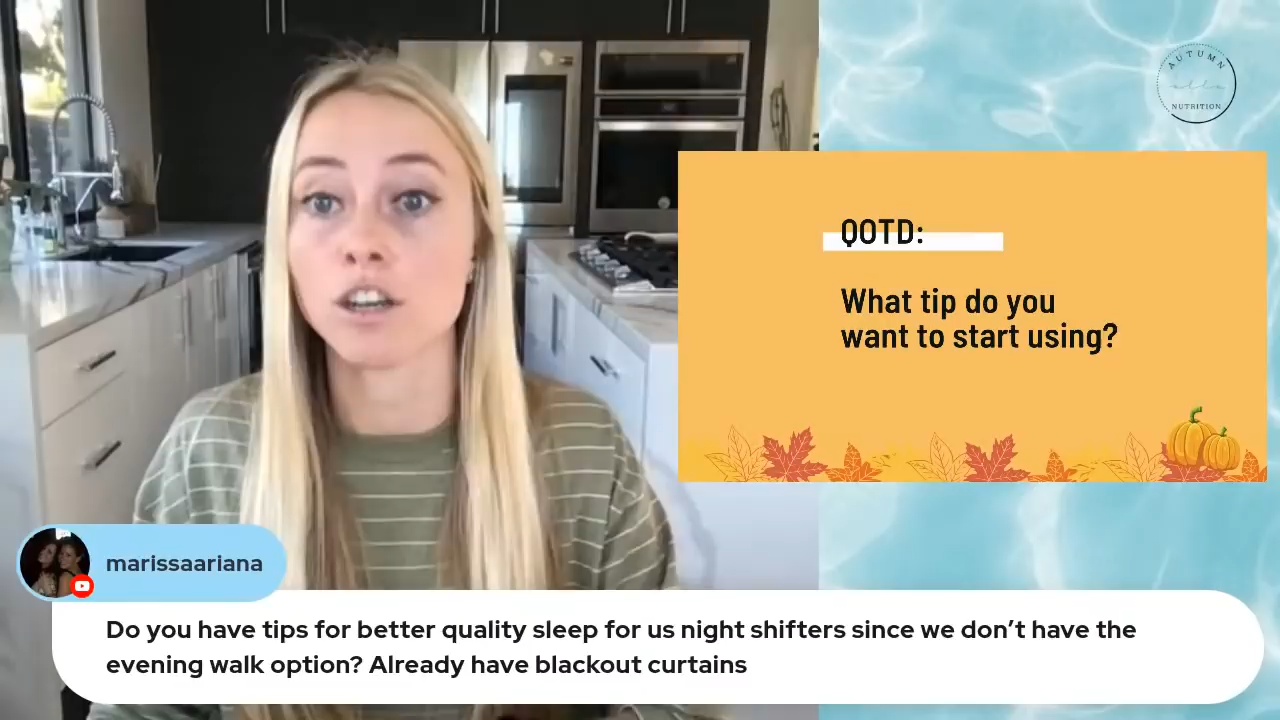 AUTUMN
elle
NUTRITION
QOTD:
What tip do you
want to start using?
marissaariana
Do you have tips for better quality sleep for us night shifters since we don't have the
evening walk option? Already have blackout curtains